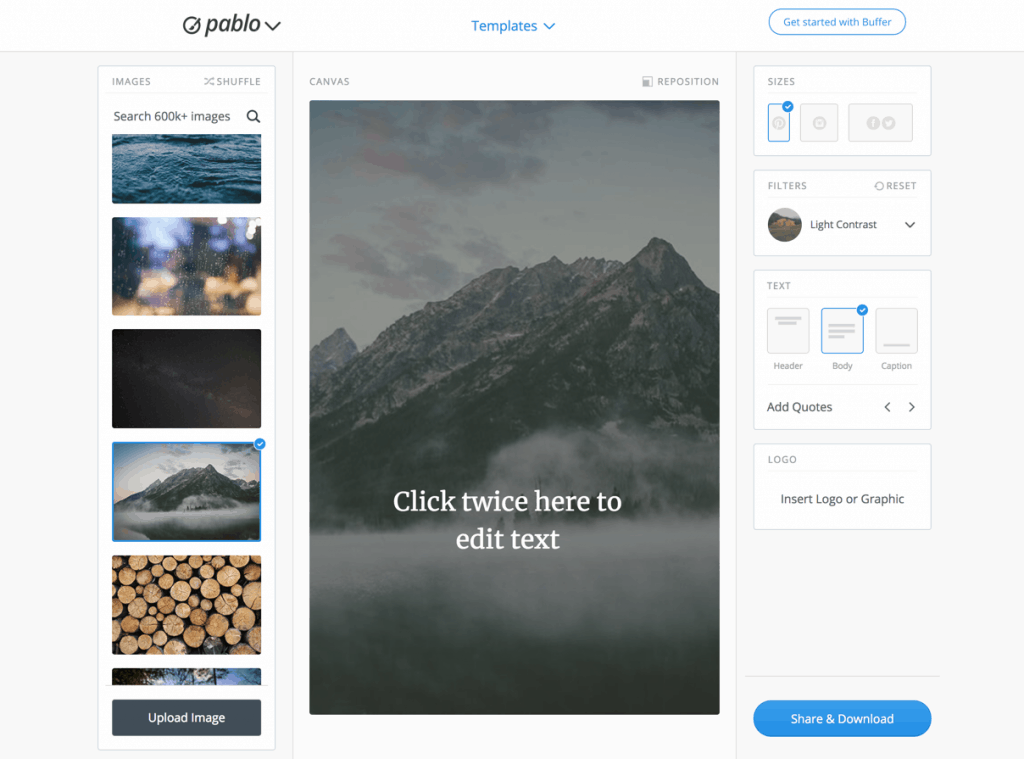 pablo
Templates
Get started with Buffer
IMAGES
SHUFFLE
Search 600k+ images
Upload Image
CANVAS
REPOSITION
Click twice here to
edit text
SIZES
FILTERS
RESET
Light Contrast
TEXT
Header
Body
Caption
Add Quotes
LOGO
Insert Logo or Graphic
Share & Download